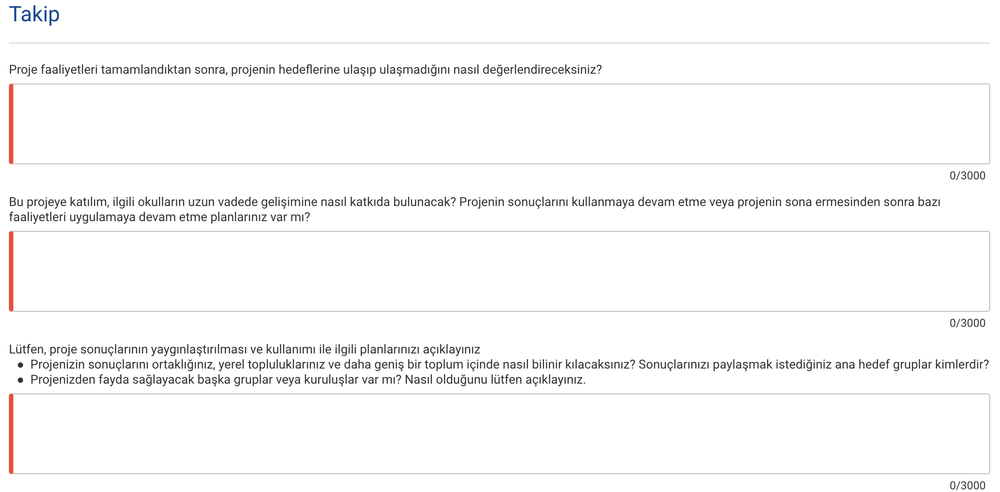 Takip
Proje faaliyetleri tamamlandıktan sonra, projenin hedeflerine ulaşıp ulaşmadığını nasıl değerlendireceksiniz?
0/3000
Bu projeye katılım, ilgili okulların uzun vadede gelişimine nasıl katkıda bulunacak? Projenin sonuçlarını kullanmaya devam etme veya projenin sona ermesinden sonra bazı
faaliyetleri uygulamaya devam etme planlarınız var mı?
0/3000
Lütfen, proje sonuçlarının yaygınlaştırılması ve kullanımı ile ilgili planlarınızı açıklayınız
● Projenizin sonuçlarını ortaklığınız, yerel topluluklarınız ve daha geniş bir toplum içinde nasıl bilinir kılacaksınız? Sonuçlarınızı paylaşmak istediğiniz ana hedef gruplar kimlerdir?
● Projenizden fayda sağlayacak başka gruplar veya kuruluşlar var mı? Nasıl olduğunu lütfen açıklayınız.
0/3000